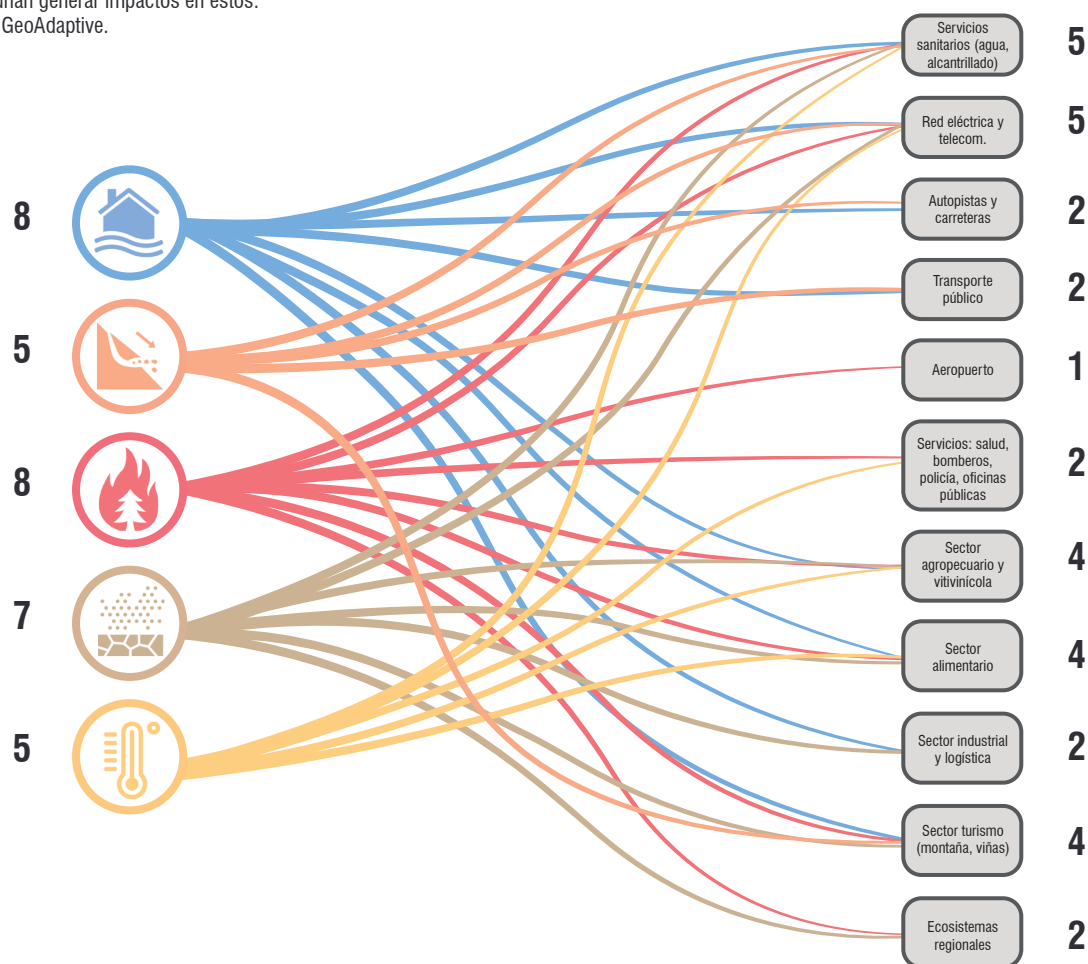 GeoAdaptive.
Servicios
sanitarios (agua,
alcantrillado)
5
Red eléctrica y
telecom.
5
Autopistas y
carreteras
2
Transporte
público
2
Aeropuerto
1
Servicios: salud,
bomberos,
policía, oficinas
públicas
2
Sector
agropecuario y
vitivinícola
4
Sector
alimentario
4
Sector industrial
y logística
2
Sector turismo
(montaña, viñas)
4
Ecosistemas
regionales
2
8
5
8
7
5